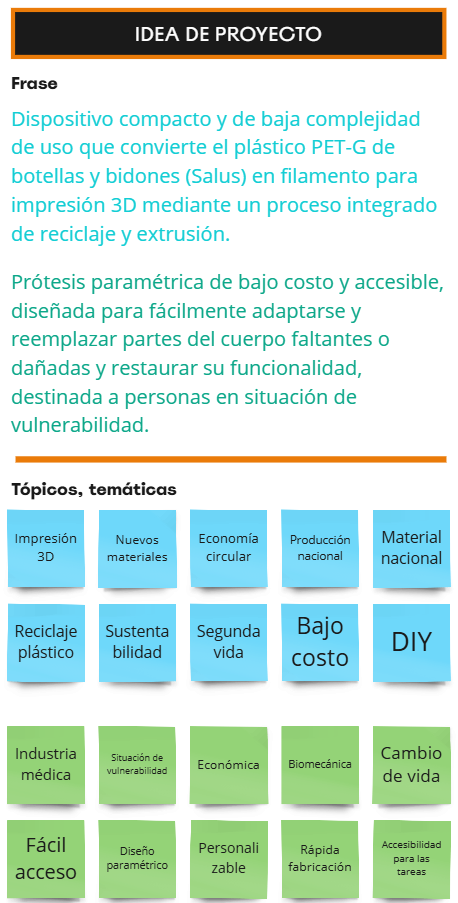 IDEA DE PROYECTO
Frase
Dispositivo compacto y de baja complejidad
de uso que convierte el plástico PET-G de
botellas y bidones (Salus) en filamento para
impresión 3D mediante un proceso integrado
de reciclaje y extrusión.
Prótesis paramétrica de bajo costo y accesible,
diseñada para fácilmente adaptarse y
reemplazar partes del cuerpo faltantes o
dañadas y restaurar su funcionalidad,
destinada a personas en situación de
vulnerabilidad.
Tópicos, temáticas
Impresión
3D
Nuevos
materiales
Economía
circular
Producción
nacional
Material
nacional
Reciclaje
plástico
Sustenta
bilidad
Segunda
vida
Bajo
costo
DIY
Industria
médica
Situación de
vulnerabilidad
Económica
Biomecánica
Cambio
de vida
Fácil
acceso
Diseño
paramétrico
Personali
zable
Rápida
fabricación
Accesibilidad
para las
tareas